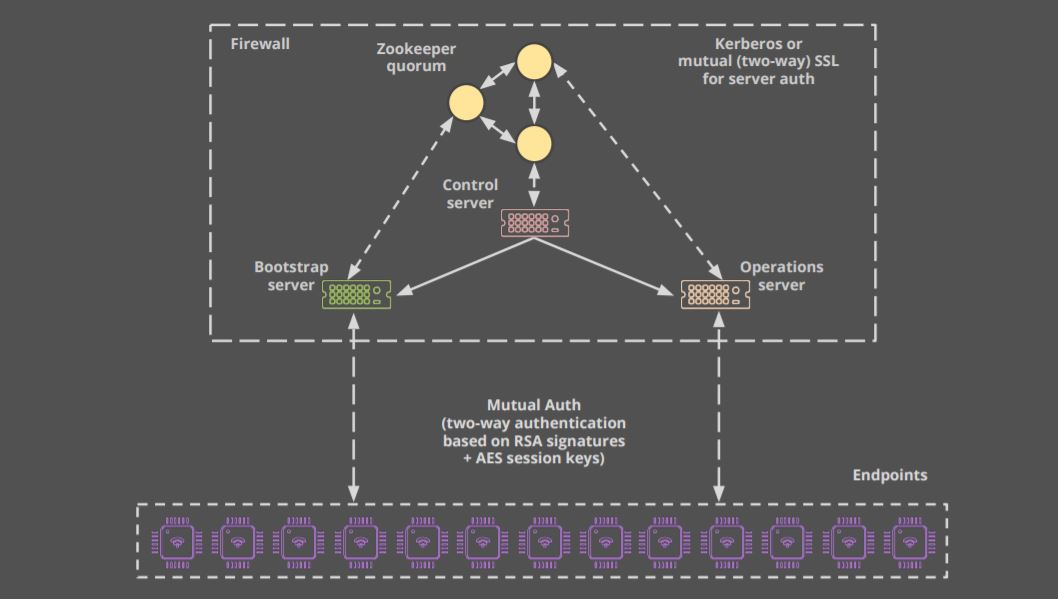 Firewall
Zookeeper
quorum
Kerberos or
mutual (two-way) SSL
for server auth
Control
server
Bootstrap
server
Operations
server
Mutual Auth
(two-way authentication
based on RSA signatures
+ AES session keys)
Endpoints